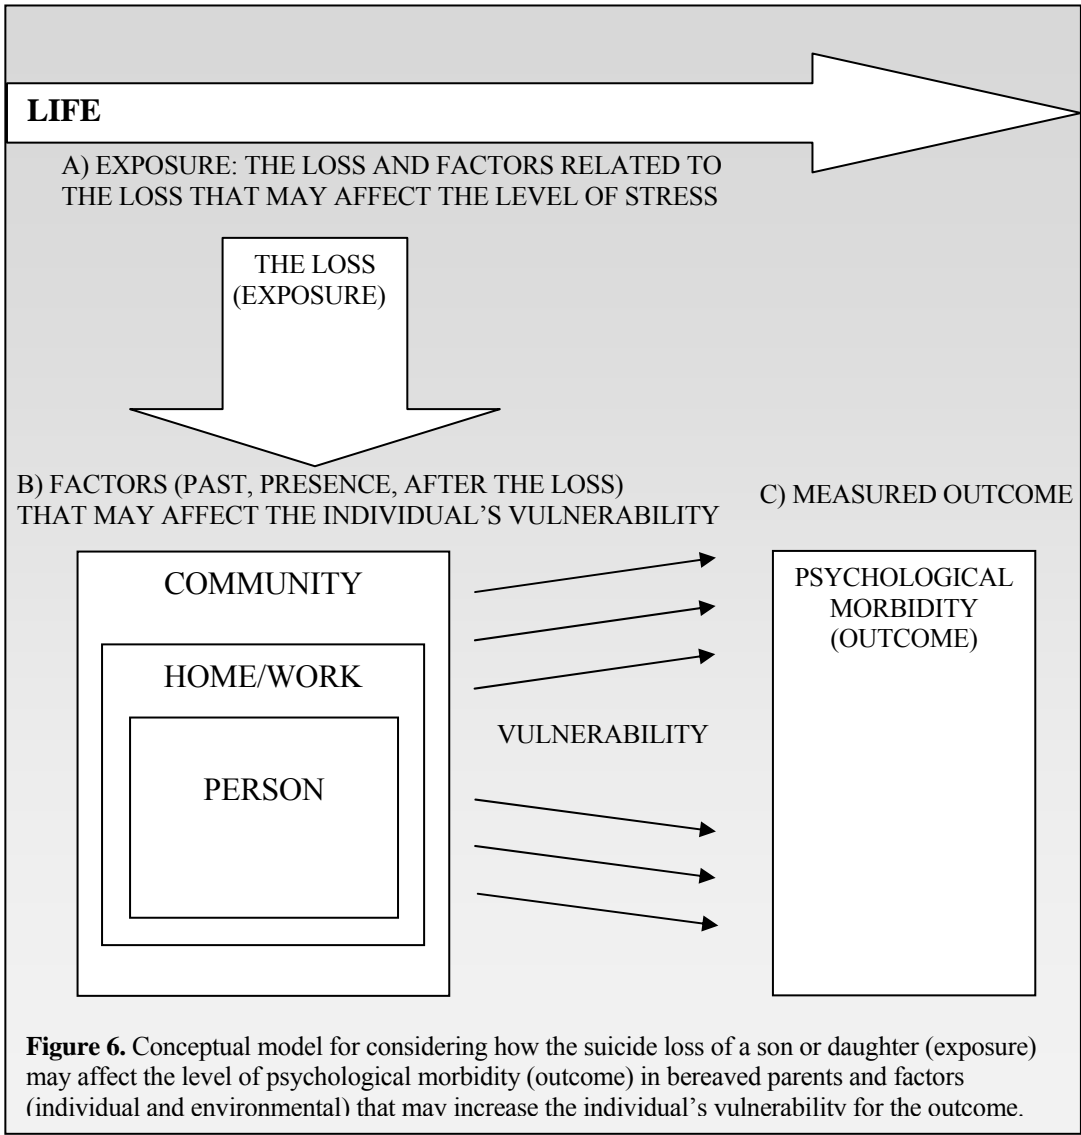 LIFE
A) EXPOSURE: THE LOSS AND FACTORS RELATED TO
THE LOSS THAT MAY AFFECT THE LEVEL OF STRESS
THE LOSS
(EXPOSURE)
B) FACTORS (PAST, PRESENCE, AFTER THE LOSS)
THAT MAY AFFECT THE INDIVIDUAL'S VULNERABILITY
C) MEASURED OUTCOME
COMMUNITY
HOME/WORK
PERSON
VULNERABILITY
PSYCHOLOGICAL
MORBIDITY
(OUTCOME)
Figure 6. Conceptual model for considering how the suicide loss of a son or daughter (exposure)
may affect the level of psychological morbidity (outcome) in bereaved parents and factors
(individual and environmental) that may increase the individual's vulnerability for the outcome.